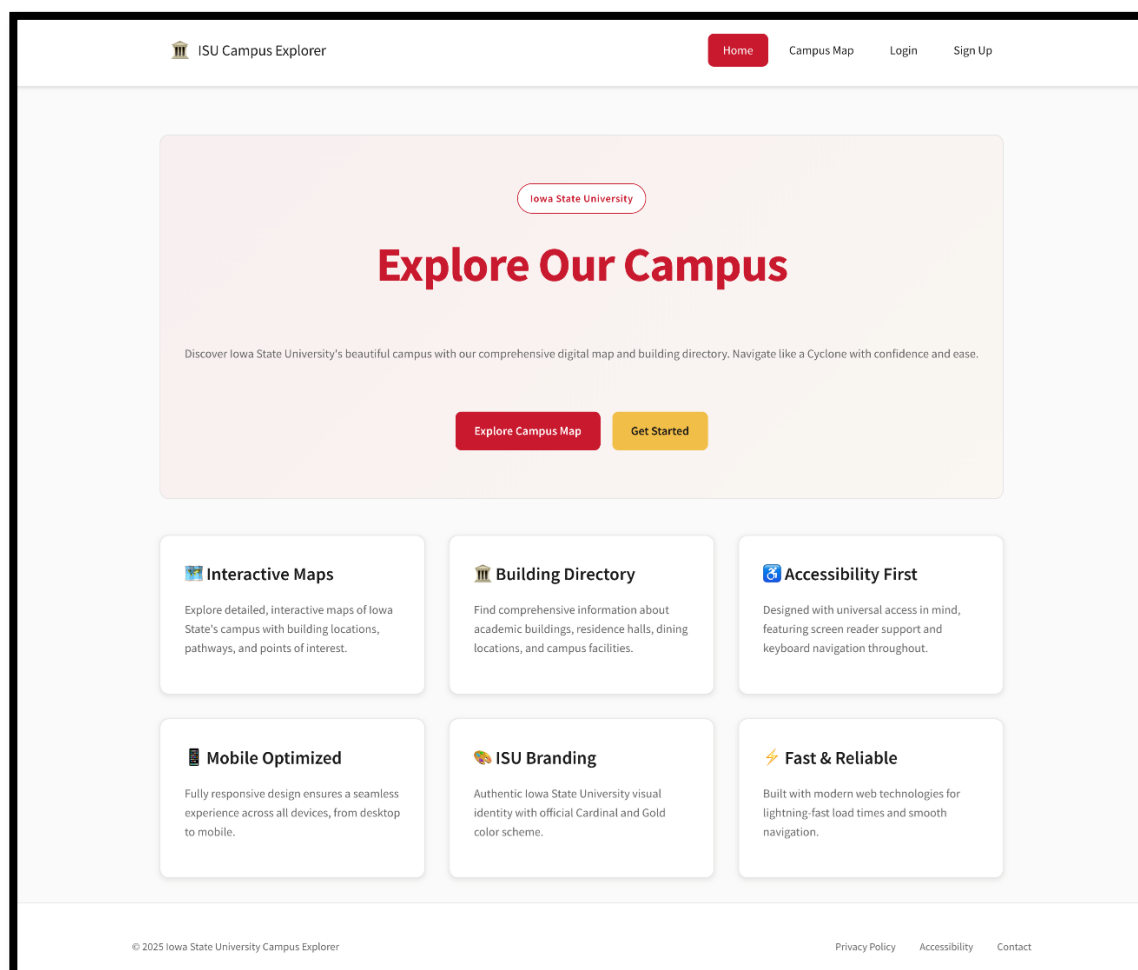 ISU Campus Explorer
Home
Campus Map
Login
Sign Up
Iowa State University
Explore Our Campus
Discover Iowa State University's beautiful campus with our comprehensive digital map and building directory. Navigate like a Cyclone with confidence and ease.
Explore Campus Map
Get Started
Interactive Maps
Explore detailed, interactive maps of Iowa
State's campus with building locations,
pathways, and points of interest.
Building Directory
Find comprehensive information about
academic buildings, residence halls, dining
locations, and campus facilities.
Accessibility First
Designed with universal access in mind,
featuring screen reader support and
keyboard navigation throughout.
Mobile Optimized
Fully responsive design ensures a seamless
experience across all devices, from desktop
to mobile.
ISU Branding
Authentic Iowa State University visual
identity with official Cardinal and Gold
color scheme.
Fast & Reliable
Built with modern web technologies for
lightning-fast load times and smooth
navigation.
© 2025 Iowa State University Campus Explorer
Privacy Policy
Accessibility
Contact